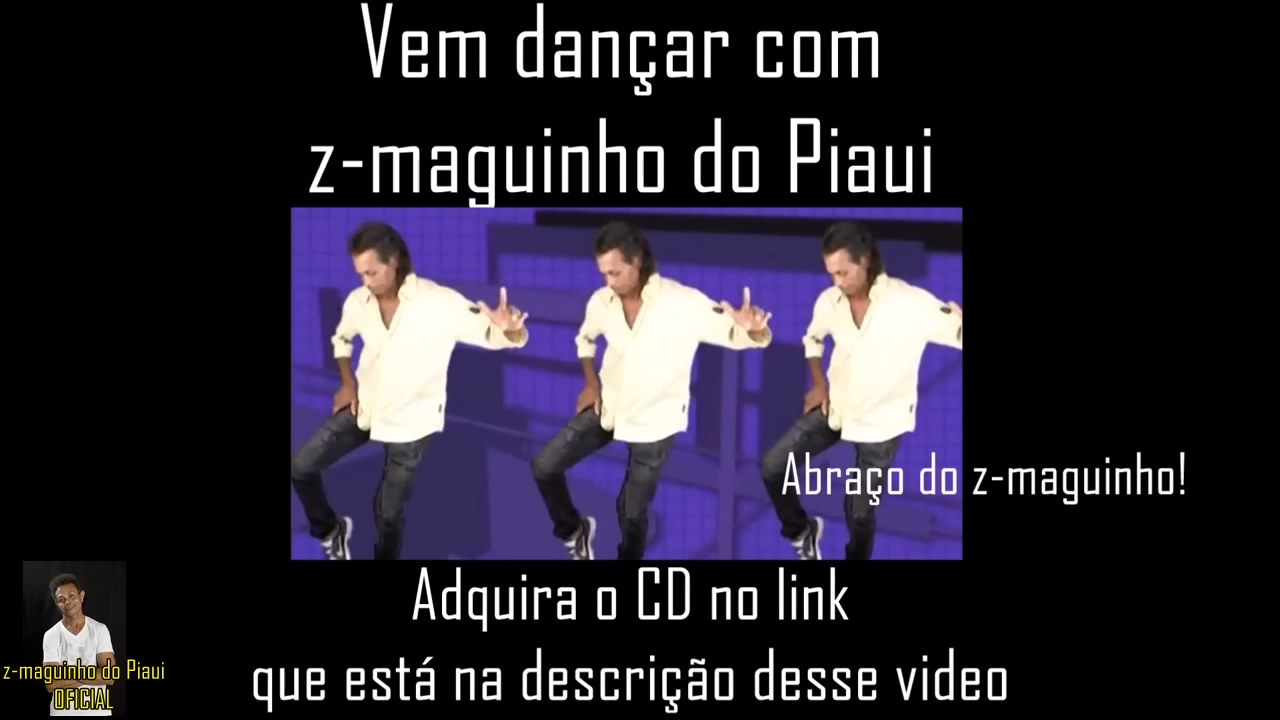 Vem dançar com
z-maguinho do Piaui
Abraço do z-maguinho!
Adquira o CD no link
que está na descrição desse video
z-maguinho do Piaui
OFICIAL